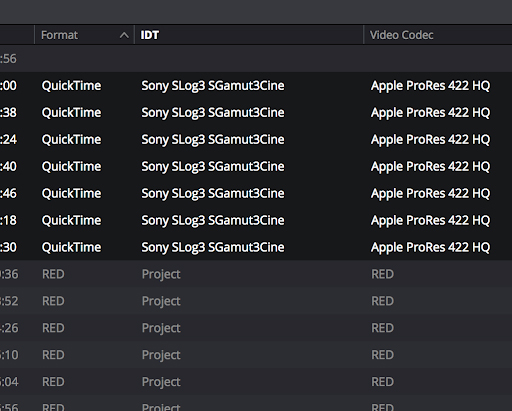 Format IDT Video Codec
:56
:00 QuickTime Sony SLog3 SGamut3Cine Apple ProRes 422 HQ
:38 QuickTime Sony SLog3 SGamut3Cine Apple ProRes 422 HQ
:24 QuickTime Sony SLog3 SGamut3Cine Apple ProRes 422 HQ
:40 QuickTime Sony SLog3 SGamut3Cine Apple ProRes 422 HQ
:46 QuickTime Sony SLog3 SGamut3Cine Apple ProRes 422 HQ
:18 QuickTime Sony SLog3 SGamut3Cine Apple ProRes 422 HQ
:30 QuickTime Sony SLog3 SGamut3Cine Apple ProRes 422 HQ
:36 RED Project RED
:52 RED Project RED
:26 RED Project RED
:10 RED Project RED
:04 RED Project RED
:56 RED Project RED